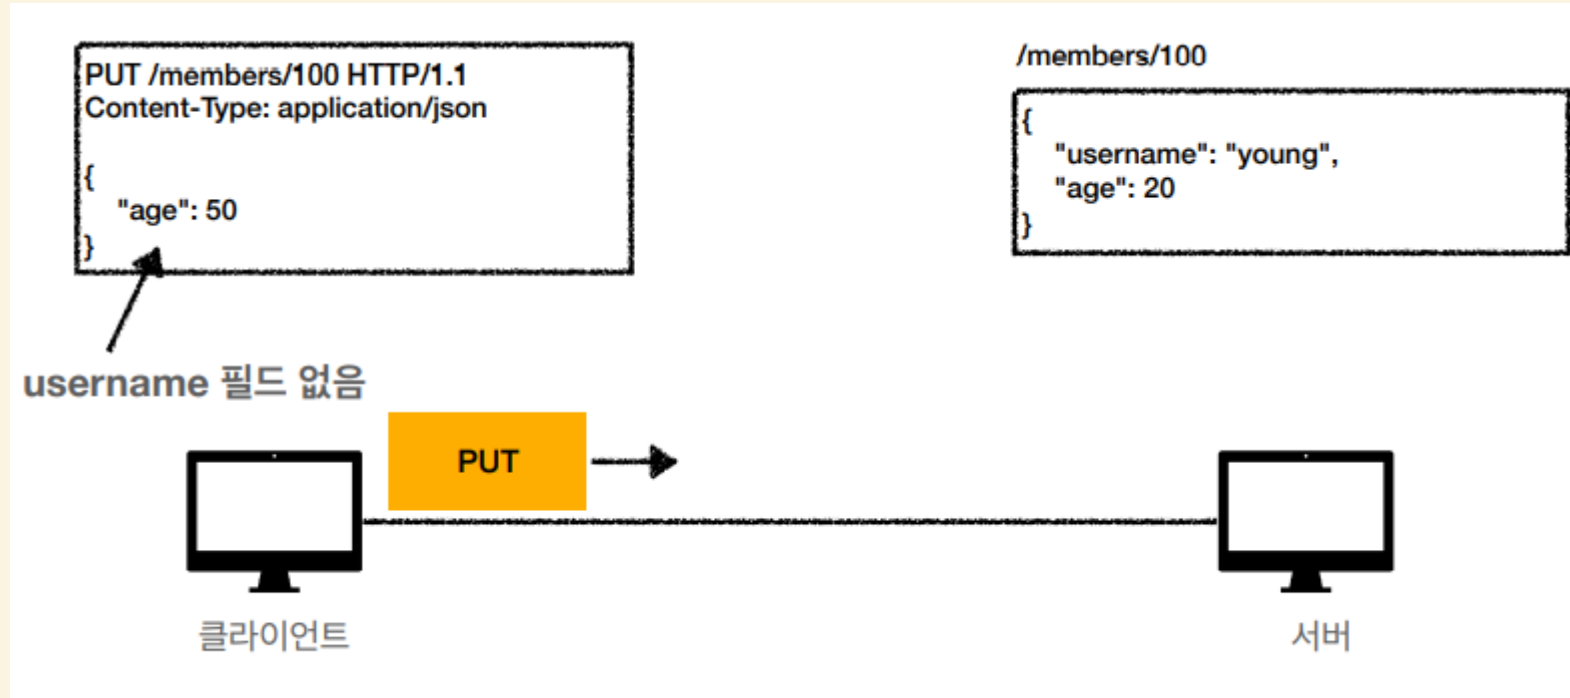 PUT /members/100 HTTP/1.1
Content-Type: application/json
{
"age": 50
}
username 필드 없음
/members/100
{
"username": "young",
"age": 20
}
PUT
클라이언트
서버